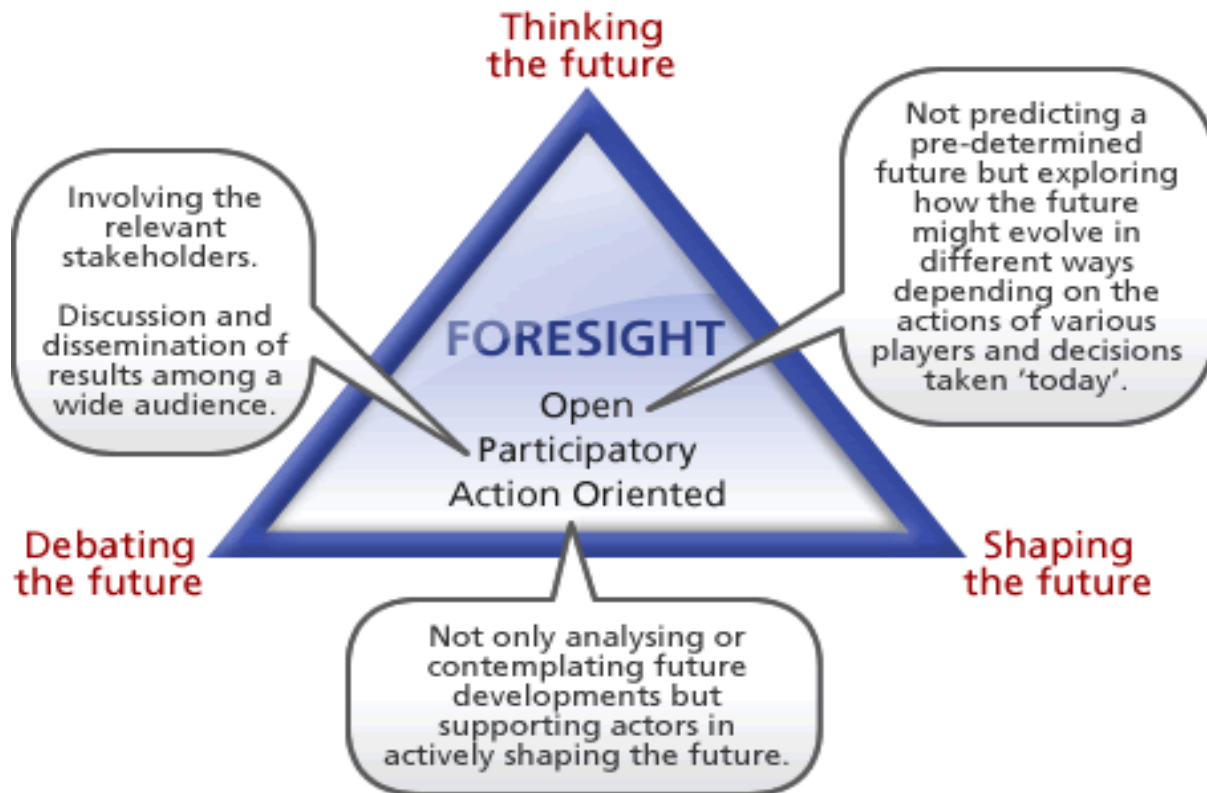 Thinking
the future
Not predicting a
pre-determined
future but exploring
how the future
might evolve in
different ways
depending on the
actions of various
players and decisions
taken ‘today’.
Involving the
relevant
stakeholders.
Discussion and
dissemination of
results among a
wide audience.
FORESIGHT
Open
Participatory
Action Oriented
Debating
the future
Shaping
the future
Not only analysing or
contemplating future
developments but
supporting actors in
actively shaping the future.